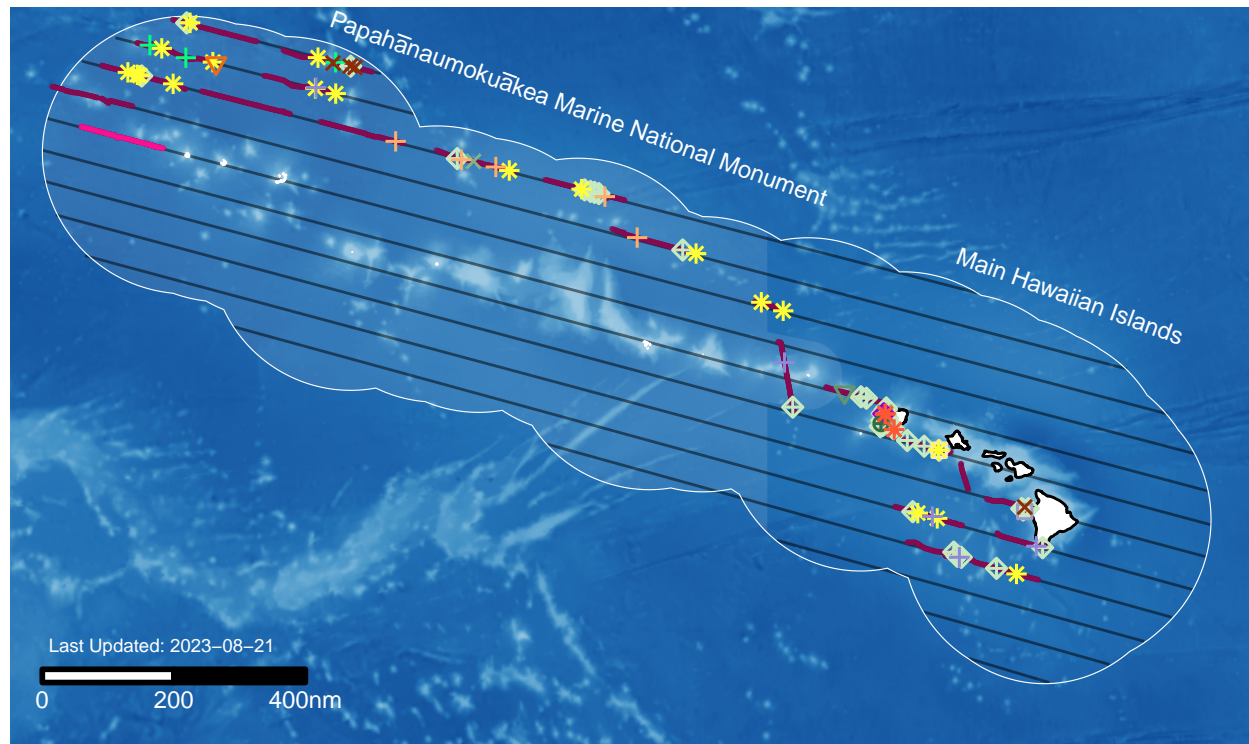 Papahānaumokuākea Marine National Monument
Main Hawaiian Islands
Last Updated: 2023−08−21
0 200 400nm